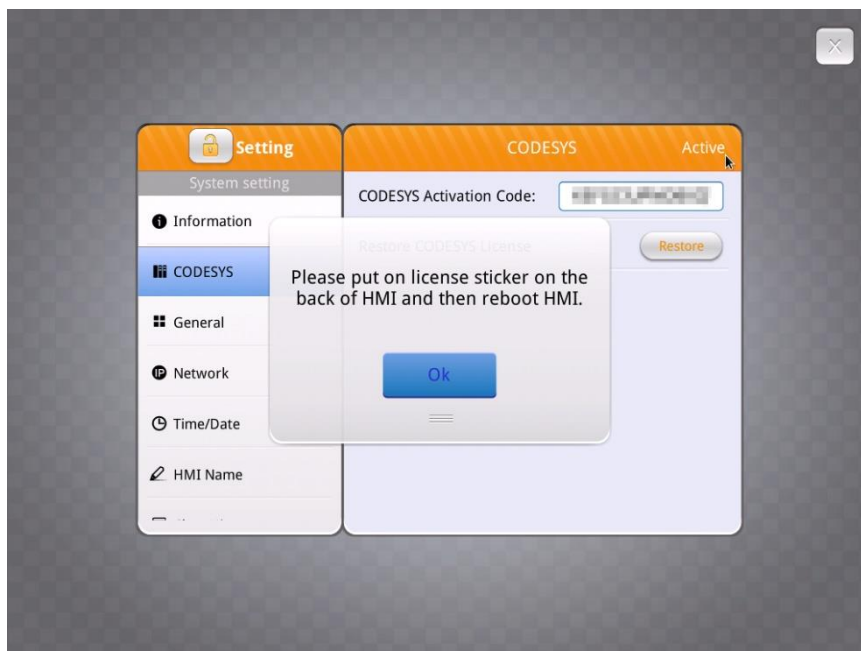 X
Setting
CODESYS
Active
System setting
CODESYS Activation Code:
Information
Restore CODESYS License
Restore
CODESYS
Please put on license sticker on the
back of HMI and then reboot HMI.
General
IP
Network
Ok
Time/Date
HMI Name